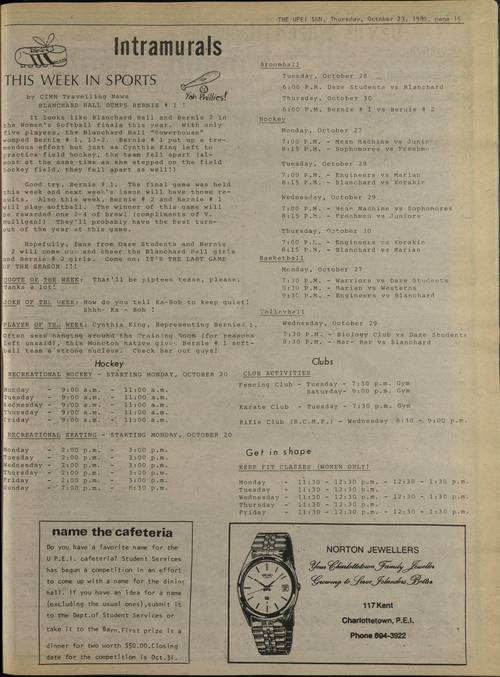 THE UPEI SUN, Thursday, October 23, 1980, page 15
Intramurals
THIS WEEK IN SPORTS
Yah Phillies!
by CIMN Travelling News
BLANCHARD HALL DUMPS BERNIE # 1 !
It looks like Blanchard Hall and Bernie 2 in
the Women's Softball finals this year. With only
five players, the Blanchard Hall "Powerhouse"
womped Bernie # 1, 13-2. Bernie # 1 put up a tre-
mendous effort but just as Cynthia King left to
practice field hockey, the team fell apart (al-
most at the same time as she stepped on the field
hockey field, they fell apart as well!)
Good try, Bernie # 1. The final game was held
this week and next week's issue will have those re-
sults. Also this week, Bernie # 2 and Bernie # 1
will play softball. The winner of this game will
be rewarded one 2-4 of brew! (compliments of V.
Mulligan). They'll probably have the best turn-
out of the year at this game.
Hopefully, fans from Daze Students and Bernie
# 2 will some out and cheer the Blanchard Hall girls
and Bernie # 2 girls. Come on; IT'S THE LAST GAME
OF THE SEASON !!!
QUOTE OF THE WEEK: That'll be pipteen tease, please.
Tanks a lot!
JOKE OF THE WEEK: How do you tell Ka-Bob to keep quiet!
Shhh- Ka - Bob !
PLAYER OF THE WEEK: Cynthia King, Representing Bernie 1.
Often seen hanging around the Training Room (for reasons
left unsaid), this Moncton native gives Bernie # 1 soft-
ball team a strong nucleus. Check her out guys!
Hockey
RECREATIONAL HOCKEY - STARTING MONDAY, OCTOBER 20
Monday - 9:00 a.m. - 11:00 a.m.
Tuesday - 9:00 a.m. - 11:00 a.m.
Wednesday - 9:00 a.m. - 11:00 a.m.
Thursday - 9:00 a.m. - 11:00 a.m.
Friday - 9:00 a.m. - 11:00 a.m.
RECREATIONAL SKATING - STARTING MONDAY, OCTOBER 20
Monday - 2:00 p.m. - 3:00 p.m.
Tuesday - 2:00 p.m. - 3:00 p.m.
Wednesday - 2:00 p.m. - 3:00 p.m.
Thursday - 2:00 p.m. - 3:00 p.m.
Friday - 2:00 p.m. - 3:00 p.m.
Sunday - 7:00 p.m. - 8:30 p.m.
name the cafeteria
Do you have a favorite name for the
U P.E.I. cafeteria? Student Services
has begun a competition in an effort
to come up with a name for the dining
hall. If you have an idea for a name
(excluding the usual ones),submit it
to the Dept.of Student Services or
take it to the Barn.First prize is a
dinner for two worth $50.00.Closing
date for the competition is Oct.31.
Broomball
Tuesday, October 28
6:00 P.M. Daze Students vs Blanchard
Thursday, October 30
6:00 P.M. Bernie # 1 vs Bernie # 2
Hockey
Monday, October 27
7:00 P.M. - Mean Machine vs Juniors
8:15 P.M. - Sophomores vs Freshmen
Tuesday, October 28
7:00 P.M. - Engineers vs Marian
8:15 P.M. - Blanchard vs Korakir
Wednesday, October 29
7:00 P.M. - Mean Machine vs Sophomores
8:15 P.M. - Freshmen vs Juniors
Thursday, October 30
7:00 P.M. - Engineers vs Korakir
8:15 P.M. - Blanchard vs Marian
Basketball
Monday, October 27
7:30 P.M. - Warriors vs Daze Students
8:30 P.M. - Marian vs Westerns
9:30 P.M. - Engineers vs Blanchard
Volleyball
Wednesday, October 29
7:30 P.M. - Biology Club vs Daze Students
8:30 P.M. - Mar- Mor vs Blanchard
Clubs
CLUB ACTIVITIES
Fencing Club - Tuesday - 7:30 p.m. Gym
Saturday- 9:00 p.m. Gym
Karate Club - Tuesday - 7:30 p.m. Gym
Rifle Club (R.C.M.P.) - Wednesday 6:30 - 9:00 p.m.
Get in shape
KEEP FIT CLASSES (WOMEN ONLY)
Monday - 11:30 - 12:30 p.m. - 12:30 - 1:30 p.m.
Tuesday - 11:30 - 12:30 p.m.
Wednesday - 11:30 - 12:30 p.m. - 12:30 - 1:30 p.m.
Thursday - 11:30 - 12:30 p.m.
Friday - 11:30 - 12:30 p.m. - 12:30 - 1:30 p.m.
NORTON JEWELLERS
Your Charlottetown Family Jeweller
Growing to Serve Islanders Better
117 Kent
Charlottetown, P.E.I.
Phone 894-3922
SEIKO